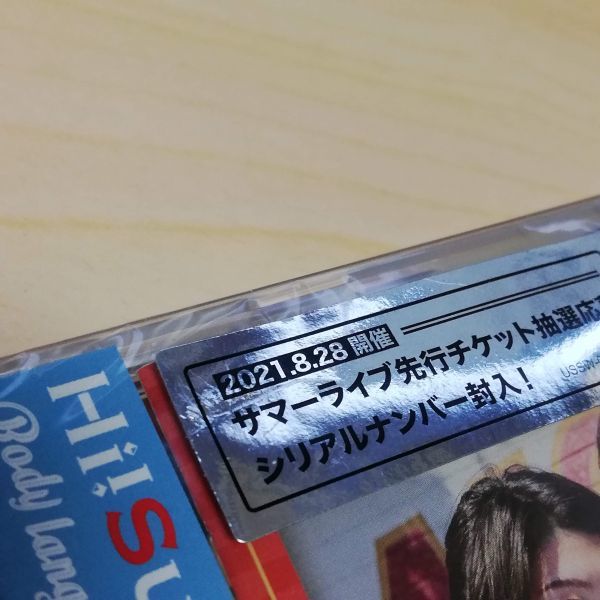 2021.8.28 開催
サマーライブ先行チケット抽選応
シリアルナンバー封入!
Hi!Su
Body